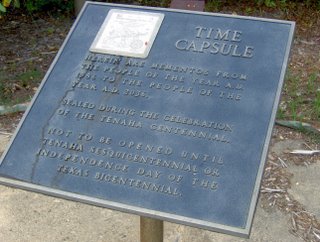 TIME
CAPSULE
HEREIN ARE MEMENTOS FROM
THE PEOPLE OF THE YEAR A.D.
TO THE PEOPLE OF THE
YEAR A.D. 2036.
SEALED DURING THE CELEBRATION
OF THE TENAHA CENTENNIAL.
NOT TO BE OPENED UNTIL
TENAHA SESQUICENTENNIAL OR
INDEPENDENCE DAY OF THE
TEXAS BICENTENNIAL.